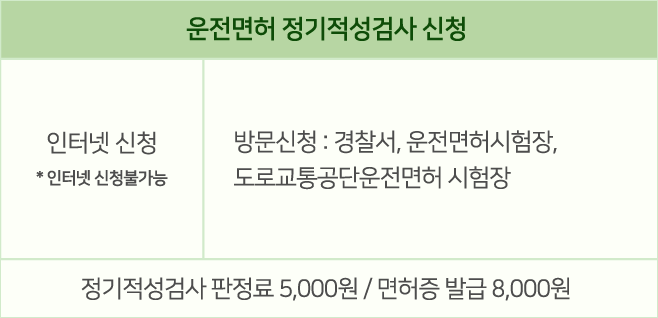 운전면허 정기적성검사 신청
인터넷 신청
* 인터넷 신청불가능
방문신청 : 경찰서, 운전면허시험장,
도로교통공단운전면허 시험장
정기적성검사 판정료 5,000원 / 면허증 발급 8,000원